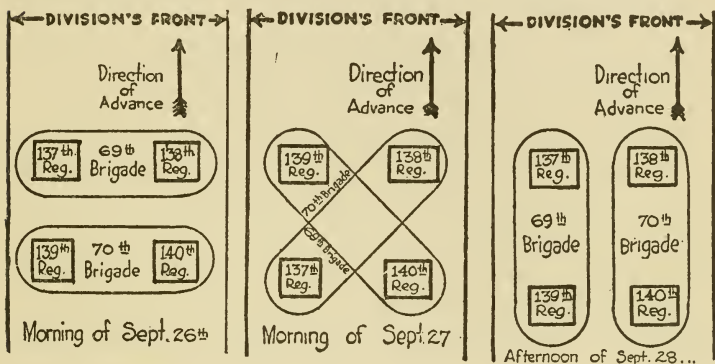 DIVISION'S FRONT
Direction
of
Advance
137th
Reg.
69th
Brigade
138th
Reg.
139th
Reg.
70th
Brigade
140th
Reg.
Morning of Sept. 26th
DIVISION'S FRONT
Direction
of
Advance
139th
Reg.
138th
Reg.
70th Brigade
69th Brigade
137th
Reg.
140th
Reg.
Morning of Sept. 27
DIVISION'S FRONT
Direction
of
Advance
137th
Reg.
138th
Reg.
69th
Brigade
70th
Brigade
139th
Reg.
140th
Reg.
Afternoon of Sept. 28...